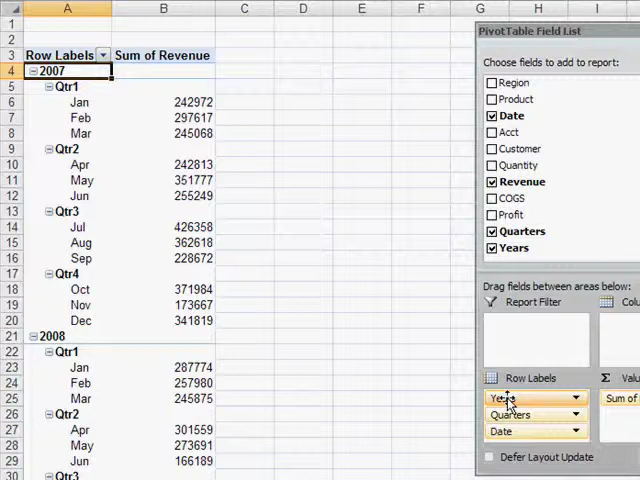 A B C D E F G H I
1
2
3 Row Labels Sum of Revenue
4 2007
5 Qtr1
6 Jan 242972
7 Feb 297617
8 Mar 245068
9 Qtr2
10 Apr 242813
11 May 351777
12 Jun 255249
13 Qtr3
14 Jul 426358
15 Aug 362618
16 Sep 228672
17 Qtr4
18 Oct 371984
19 Nov 173667
20 Dec 341819
21 2008
22 Qtr1
23 Jan 287774
24 Feb 257980
25 Mar 245875
26 Qtr2
27 Apr 301559
28 May 273691
29 Jun 166189
30 Qtr3
PivotTable Field List
Choose fields to add to report:
Region
Product
Date
Acct
Customer
Quantity
Revenue
COGS
Profit
Quarters
Years
Drag fields between areas below:
Report Filter Colu
Row Labels Σ Valu
Years Sum of
Quarters
Date
Defer Layout Update